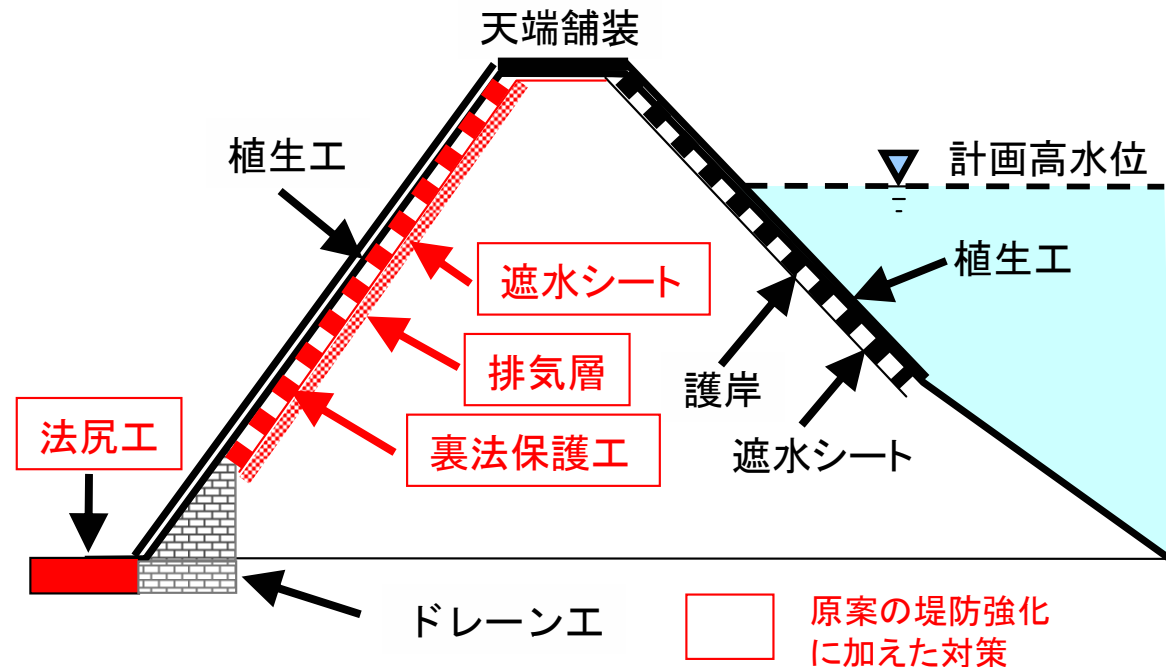 天端舗装
植生工
計画高水位
遮水シート
植生工
排気層
護岸
法尻工
裏法保護工
遮水シート
ドレーン工
原案の堤防強化
に加えた対策